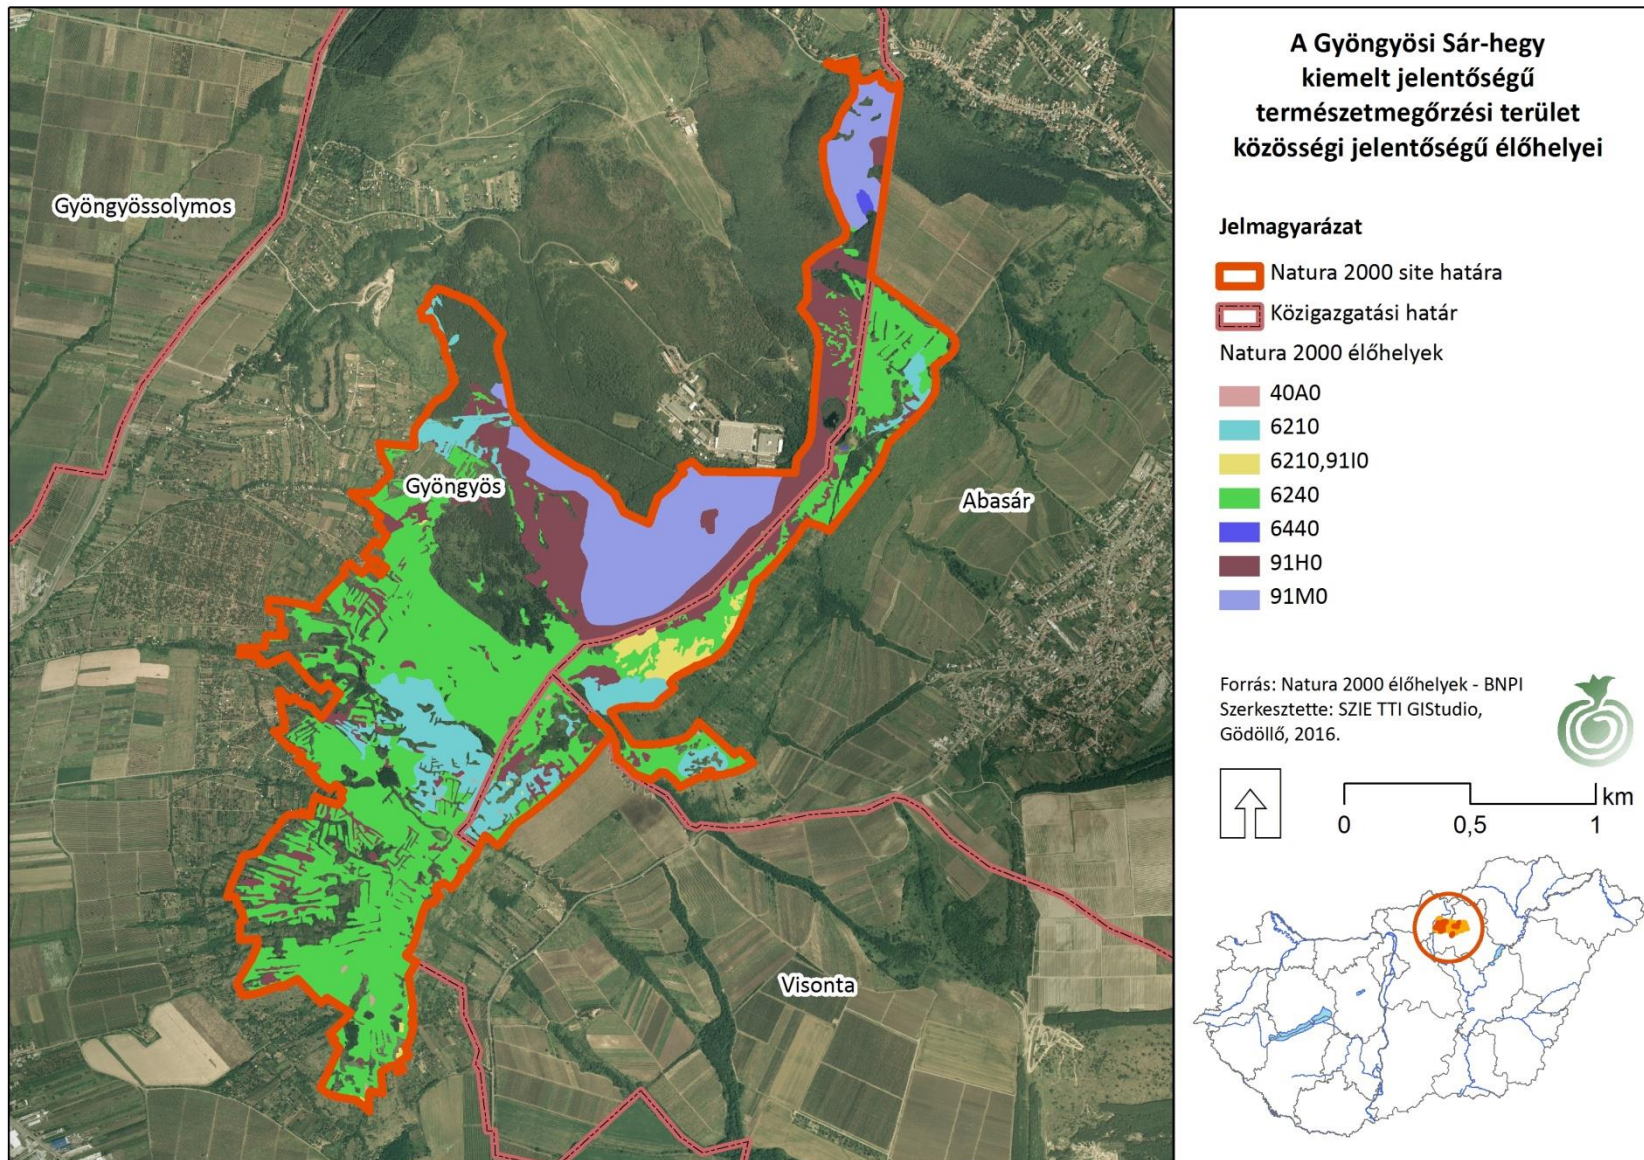 A Gyöngyösi Sár-hegy
kiemelt jelentőségű
természetmegőrzési terület
közösségi jelentőségű élőhelyei
Jelmagyarázat
Natura 2000 site határa
Közigazgatási határ
Natura 2000 élőhelyek
40A0
6210
6210,91I0
6240
6440
91H0
91M0
Forrás: Natura 2000 élőhelyek - BNPI
Szerkesztette: SZIE TTI GIStudio,
Gödöllő, 2016.
km
0 0,5 1
Gyöngyössolymos
Gyöngyös
Abasár
Visonta